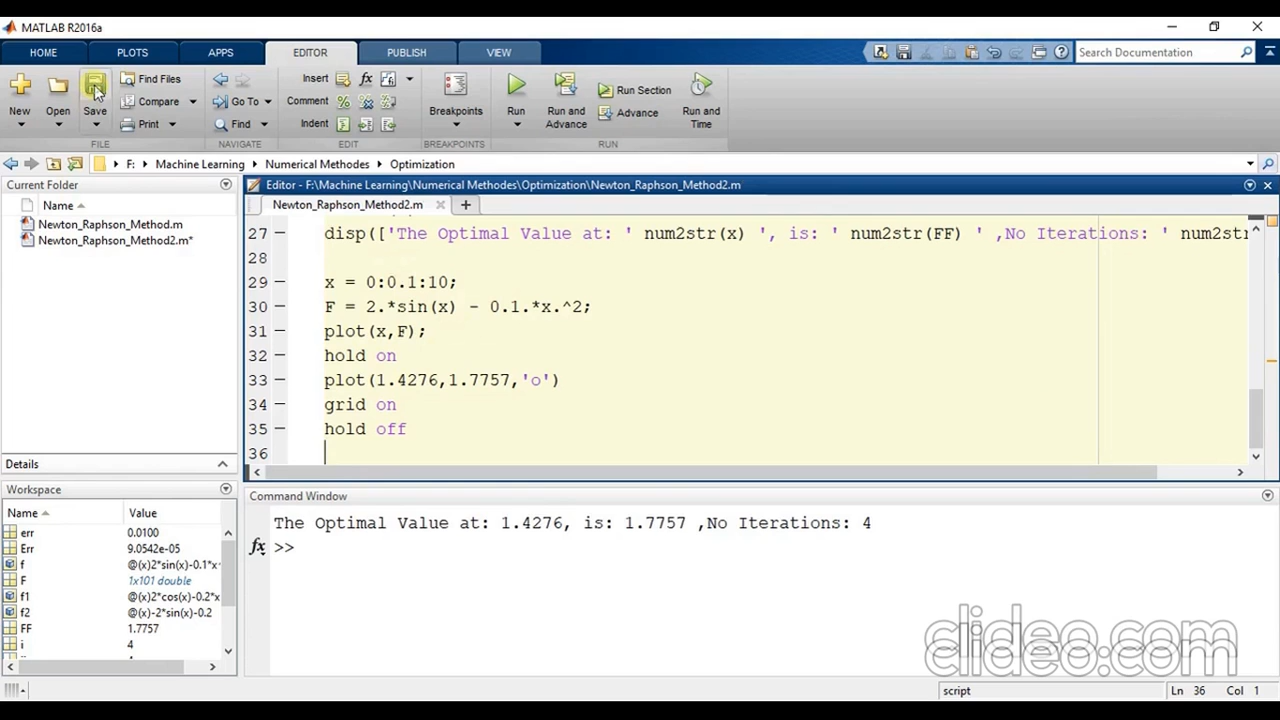 MATLAB R2016a
HOME PLOTS APPS EDITOR PUBLISH VIEW Search Documentation
New Open Save Find Files Compare Print Go To Find Insert Comment Indent Breakpoints Run Run and Advance Run Section Advance Run and Time
FILE NAVIGATE EDIT BREAKPOINTS RUN
F: Machine Learning Numerical Methodes Optimization
Current Folder
Name
Newton_Raphson_Method.m
Newton_Raphson_Method2.m*
Details
Workspace
Name Value
err 0.0100
Err 9.0542e-05
f @(x)2*sin(x)-0.1*x
F 1x101 double
f1 @(x)2*cos(x)-0.2*x
f2 @(x)-2*sin(x)-0.2
FF 1.7757
i 4
Editor - F:\Machine Learning\Numerical Methodes\Optimization\Newton_Raphson_Method2.m
Newton_Raphson_Method2.m
27 disp(['The Optimal Value at: ' num2str(x) ', is: ' num2str(FF) ' ,No Iterations: ' num2str
28
29 x = 0:0.1:10;
30 F = 2.*sin(x) - 0.1.*x.^2;
31 plot(x,F);
32 hold on
33 plot(1.4276,1.7757,'o')
34 grid on
35 hold off
36
Command Window
The Optimal Value at: 1.4276, is: 1.7757 ,No Iterations: 4
fx >>
clideo.com
clideo.com
script Ln 36 Col 1